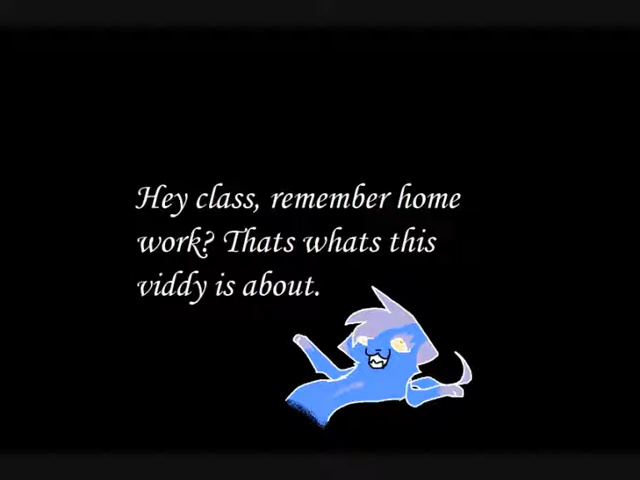 Hey class, remember home
work? Thats whats this
viddy is about.